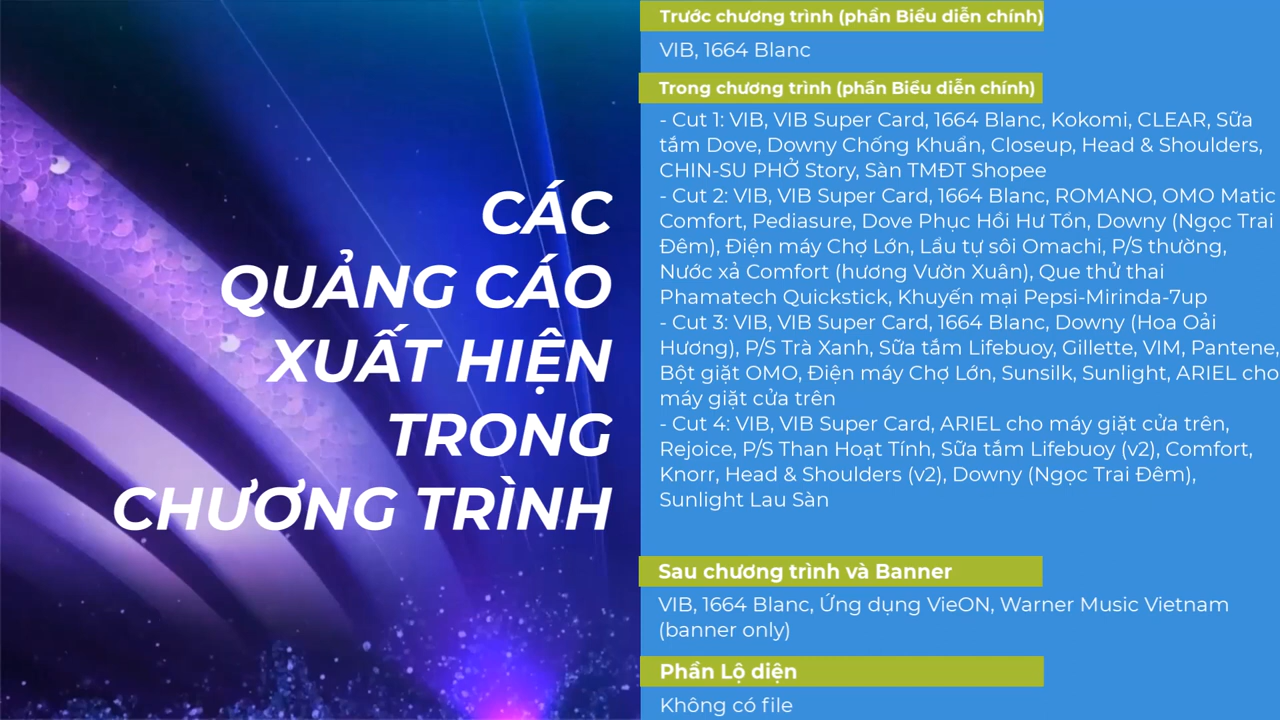 CÁC
QUẢNG CÁO
XUẤT HIỆN
TRONG
CHƯƠNG TRÌNH
Trước chương trình (phần Biểu diễn chính)
VIB, 1664 Blanc
Trong chương trình (phần Biểu diễn chính)
- Cut 1: VIB, VIB Super Card, 1664 Blanc, Kokomi, CLEAR, Sữa
tắm Dove, Downy Chống Khuẩn, Closeup, Head & Shoulders,
CHIN-SU PHỞ Story, Sàn TMĐT Shopee
- Cut 2: VIB, VIB Super Card, 1664 Blanc, ROMANO, OMO Matic
Comfort, Pediasure, Dove Phục Hồi Hư Tổn, Downy (Ngọc Trai
Đêm), Điện máy Chợ Lớn, Lẩu tự sôi Omachi, P/S thường,
Nước xả Comfort (hương Vườn Xuân), Que thử thai
Phamatech Quickstick, Khuyến mại Pepsi-Mirinda-7up
- Cut 3: VIB, VIB Super Card, 1664 Blanc, Downy (Hoa Oải
Hương), P/S Trà Xanh, Sữa tắm Lifebuoy, Gillette, VIM, Pantene,
Bột giặt OMO, Điện máy Chợ Lớn, Sunsilk, Sunlight, ARIEL cho
máy giặt cửa trên
- Cut 4: VIB, VIB Super Card, ARIEL cho máy giặt cửa trên,
Rejoice, P/S Than Hoạt Tính, Sữa tắm Lifebuoy (v2), Comfort,
Knorr, Head & Shoulders (v2), Downy (Ngọc Trai Đêm),
Sunlight Lau Sàn
Sau chương trình và Banner
VIB, 1664 Blanc, Ứng dụng VieON, Warner Music Vietnam
(banner only)
Phần Lộ diện
Không có file